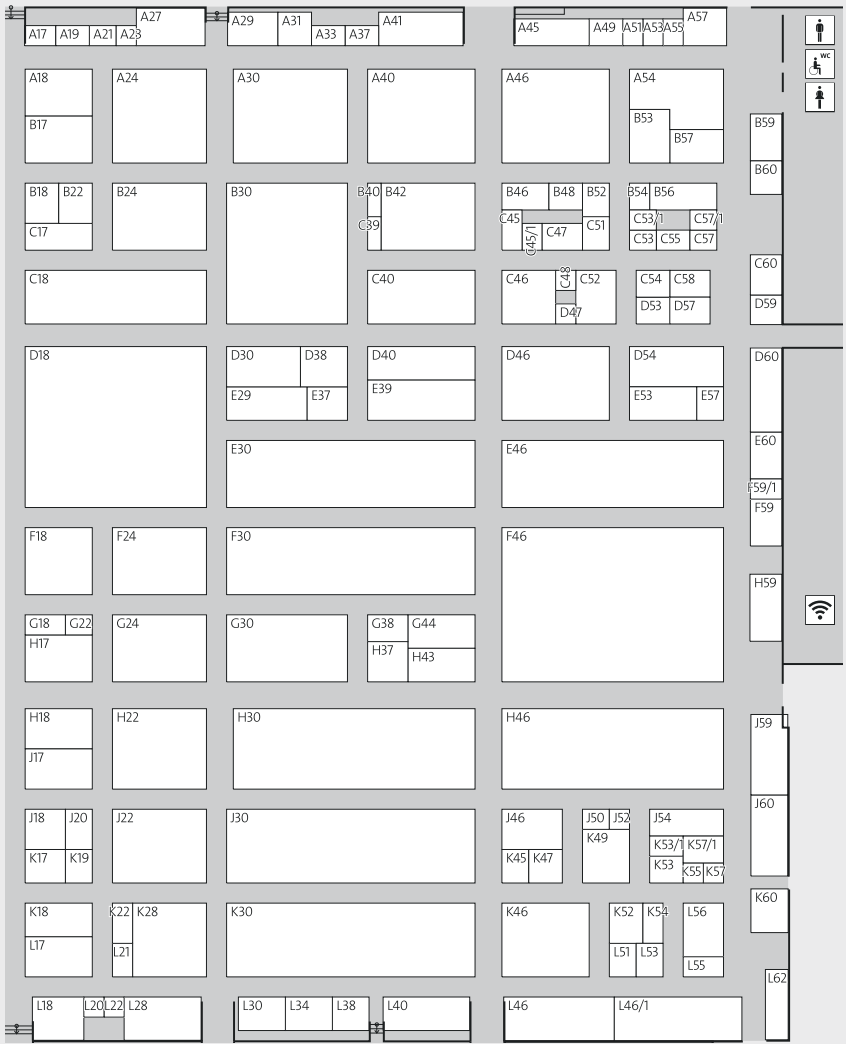 A17 A19 A21 A23 A27 A29 A31 A33 A37 A41 A45 A49 A51 A53 A55 A57
WC
A18 A24 A30 A40 A46 A54
B17 B53 B57 B59
B60
B18 B22 B24 B30 B40 B42 B46 B48 B52 B54 B56
C17 C39 C45 C45/1 C47 C51 C53/1 C57/1
C53 C55 C57
C60
C18 C40 C46 C48 C52 C54 C58
D47 D53 D57 D59
D18 D30 D38 D40 D46 D54 D60
E29 E37 E39 E53 E57
E30 E46 E60
F59/1
F59
F18 F24 F30 F46
H59
G18 G22 G24 G30 G38 G44
H17 H37 H43
H18 H22 H30 H46 J59
J17
J60
J18 J20 J22 J30 J46 J50 J52 J54
K49 K53/1 K57/1
K17 K19 K45 K47 K53 K55 K57
K60
K18 K22 K28 K30 K46 K52 K54 L56
L17 L21 L51 L53 L55
L62
L18 L20 L22 L28 L30 L34 L38 L40 L46 L46/1